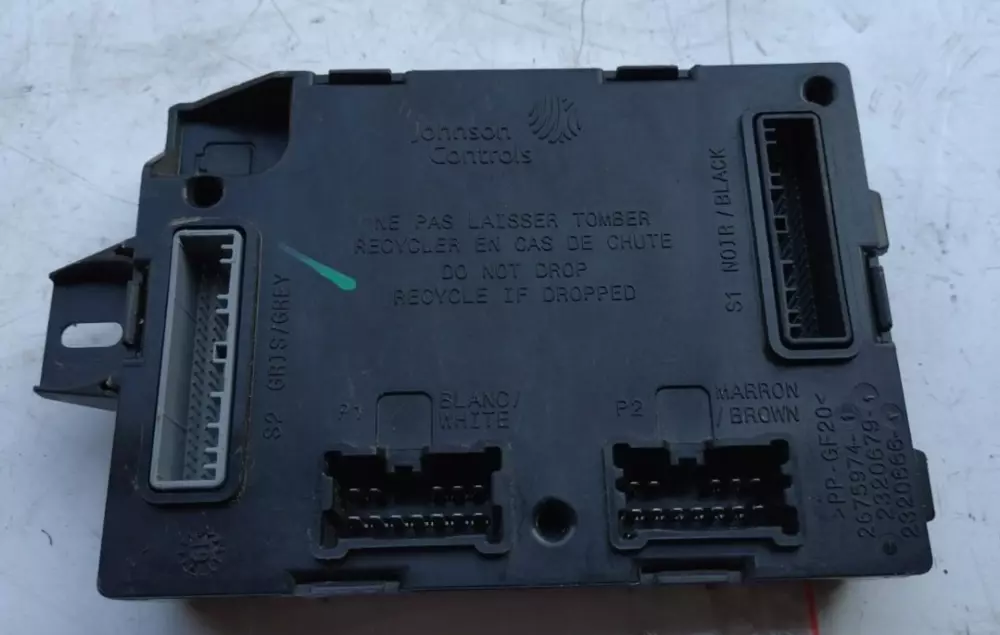 Johnson
Controls
NE PAS LAISSER TOMBER
RECYCLER EN CAS DE CHUTE
DO NOT DROP
RECYCLE IF DROPPED
S1 NOIR/BLACK
S2 GRIS/GREY
P1
BLANC/
WHITE
P2
MARRON
/BROWN
>PP-GF20<
2675974-
2320679-
2320666-